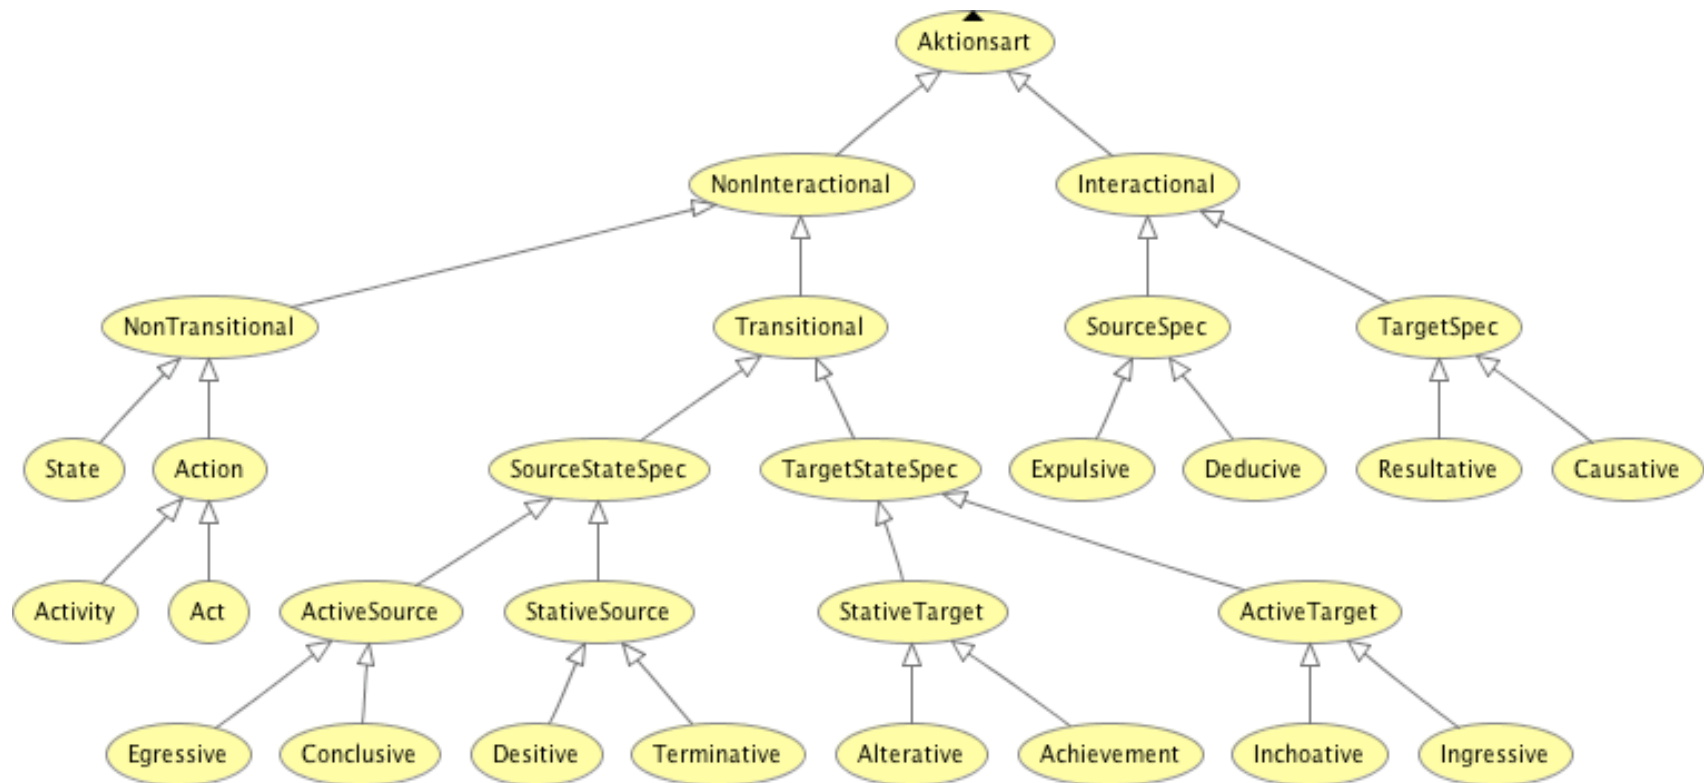 Aktionsart
NonInteractional
Interactional
NonTransitional
Transitional
SourceSpec
TargetSpec
State
Action
SourceStateSpec
TargetStateSpec
Expulsive
Deducive
Resultative
Causative
Activity
Act
ActiveSource
StativeSource
StativeTarget
ActiveTarget
Egressive
Conclusive
Desitive
Terminative
Alterative
Achievement
Inchoative
Ingressive